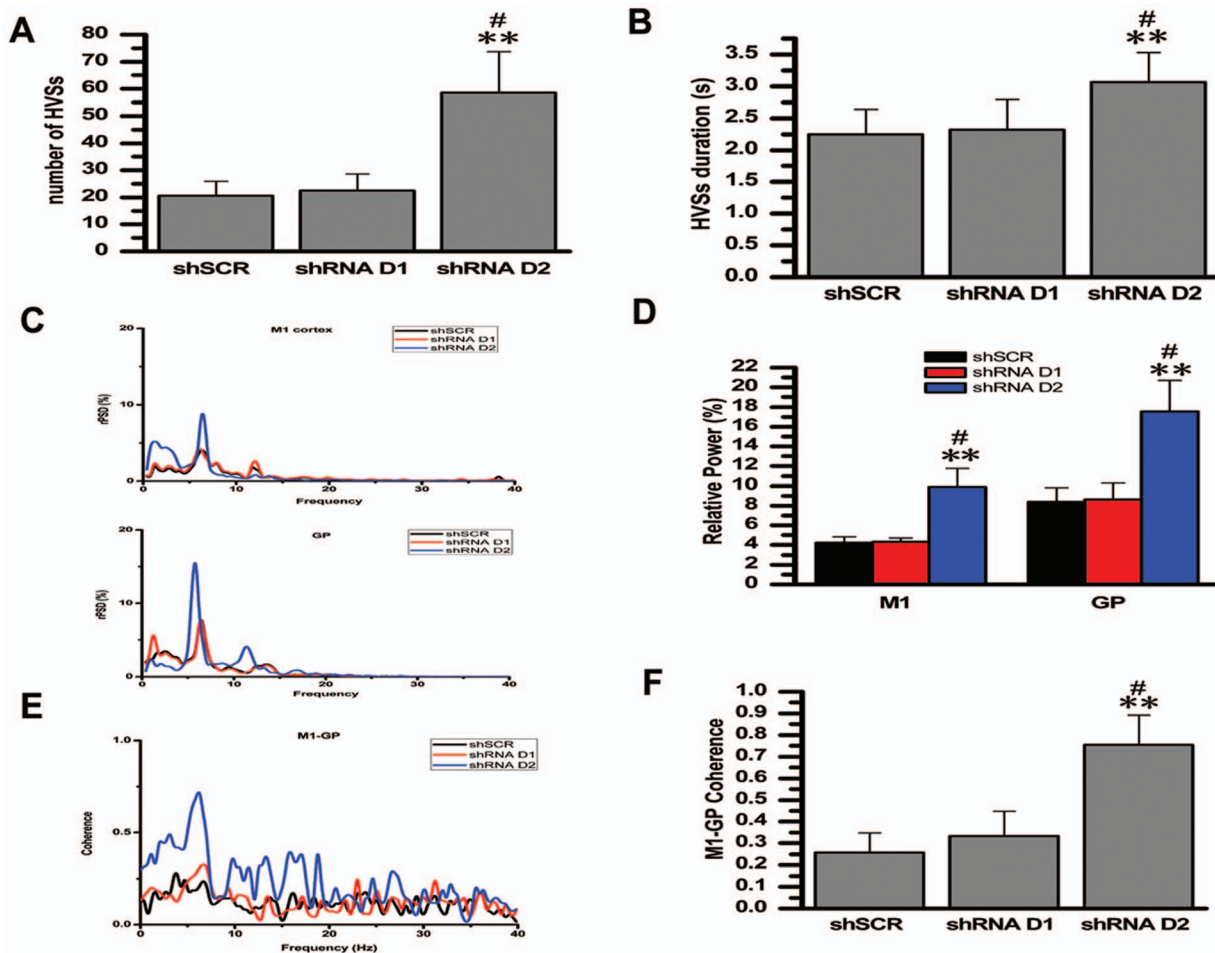 A
number of HVSs
80
70
60
50
40
30
20
10
0
#
**
shSCR
shRNA D1
shRNA D2
B
HVSs duration (s)
3.5
3.0
2.5
2.0
1.5
1.0
0.5
0.0
#
**
shSCR
shRNA D1
shRNA D2
C
M1 cortex
shSCR
shRNA D1
shRNA D2
rPSD (%)
20
10
0
0
10
20
30
40
Frequency
GP
shSCR
shRNA D1
shRNA D2
rPSD (%)
20
10
0
0
10
20
30
40
Frequency
D
shSCR
shRNA D1
shRNA D2
Relative Power (%)
22
20
18
16
14
12
10
8
6
4
2
0
#
**
#
**
M1
GP
E
M1-GP
shSCR
shRNA D1
shRNA D2
Coherence
1.0
0.5
0.0
0
10
20
30
40
Frequency (Hz)
F
M1-GP Coherence
1.0
0.9
0.8
0.7
0.6
0.5
0.4
0.3
0.2
0.1
0.0
#
**
shSCR
shRNA D1
shRNA D2